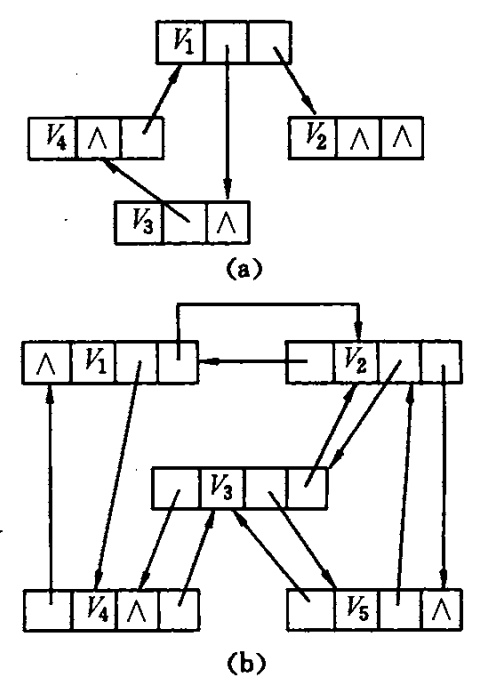 V₁
V₄ ∧
V₂ ∧ ∧
V₃ ∧
(a)
∧ V₁
V₂
V₃
V₄ ∧
V₅ ∧
(b)